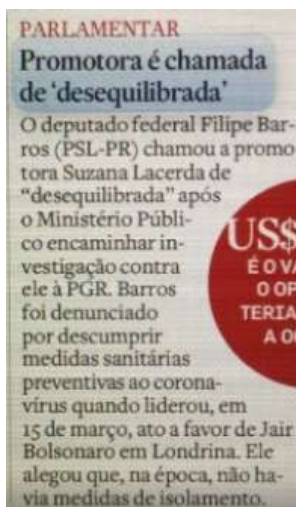 PARLAMENTAR
Promotora é chamada
de 'desequilibrada'
O deputado federal Filipe Bar-
ros (PSL-PR) chamou a promo
tora Suzana Lacerda de
“desequilibrada” após
o Ministério Públi-
co encaminhar in-
vestigação contra
ele à PGR. Barros
foi denunciado
por descumprir
medidas sanitárias
preventivas ao corona-
vírus quando liderou, em
15 de março, ato a favor de Jair
Bolsonaro em Londrina. Ele
alegou que, na época, não ha-
via medidas de isolamento.
US$
É O VA
O OP
TERIA
A O